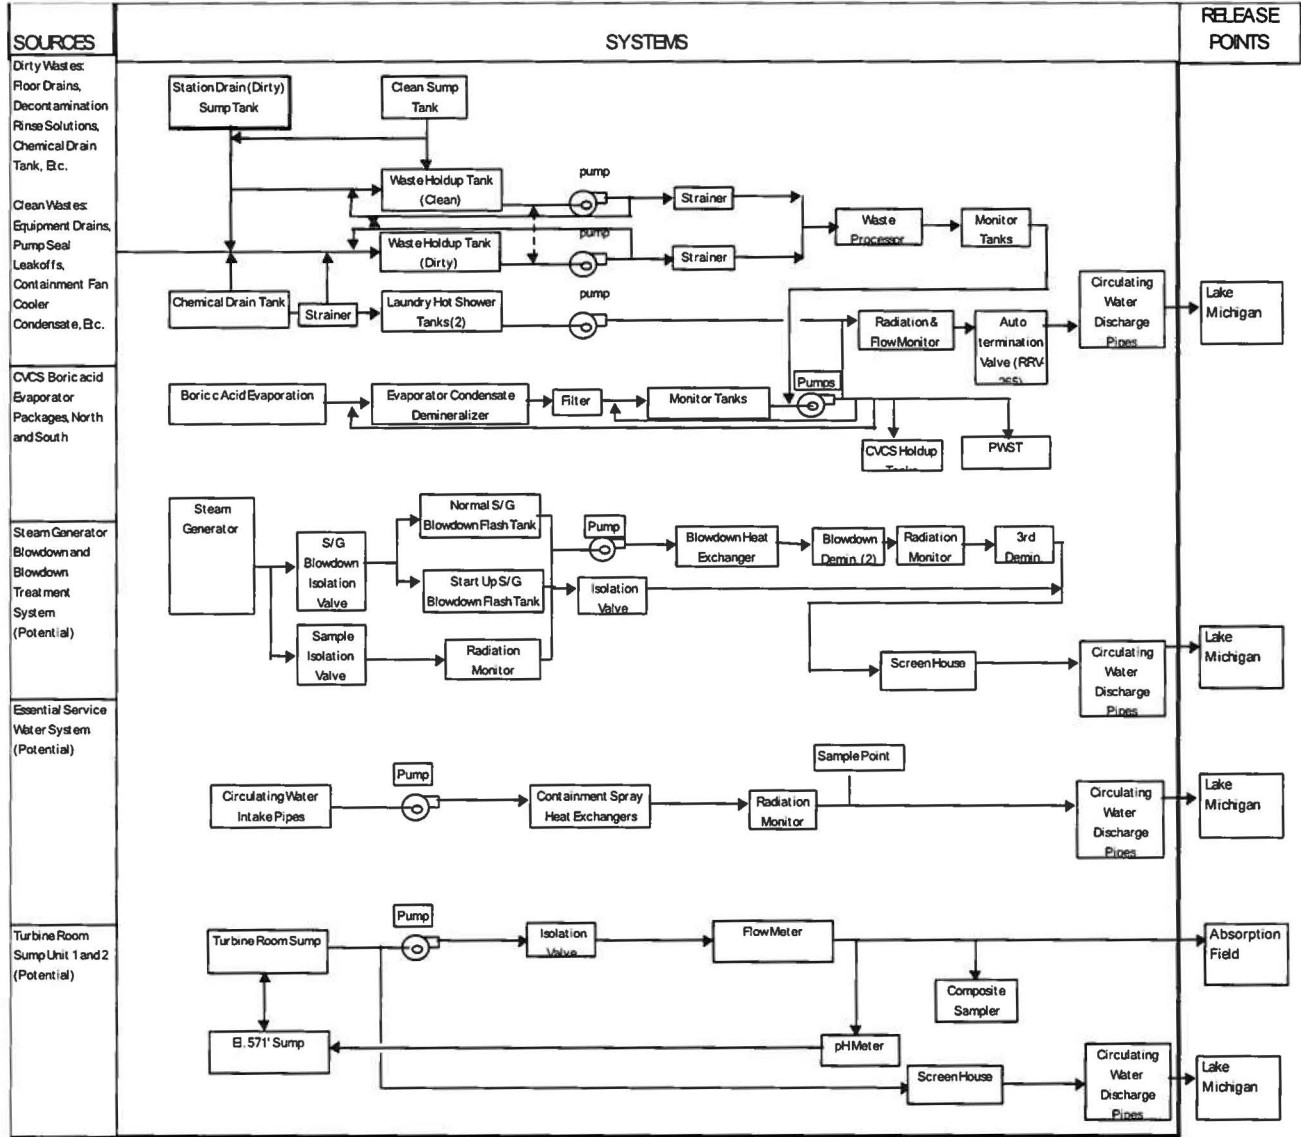 SOURCES
SYSTEMS
RELEASE
POINTS
Dirty Wastes:
Floor Drains,
Decontamination
Rinse Solutions,
Chemical Drain
Tank, Etc.
Clean Wastes:
Equipment Drains,
Pump Seal
Leakoffs,
Containment Fan
Cooler
Condensate, Etc.
Station Drain (Dirty)
Sump Tank
Clean Sump
Tank
Waste Holdup Tank
(Clean)
pump
Strainer
Waste
Processor
Monitor
Tanks
Waste Holdup Tank
(Dirty)
pump
Strainer
Chemical Drain Tank
Strainer
Laundry Hot Shower
Tanks (2)
pump
Radiation &
Flow Monitor
Auto
termination
Valve (RRV-
265)
Circulating
Water
Discharge
Pipes
Lake
Michigan
CVCS Boric acid
Evaporator
Packages, North
and South
Boric c Acid Evaporation
Evaporator Condensate
Demineralizer
Filter
Monitor Tanks
Pumps
CVCS Holdup
Tanks
PWST
Steam Generator
Blowdown and
Blowdown
Treatment
System
(Potential)
Steam
Generator
S/G
Blowdown
Isolation
Valve
Normal S/G
Blowdown Flash Tank
Start Up S/G
Blowdown Flash Tank
Pump
Blowdown Heat
Exchanger
Blowdown
Demin. (2)
Radiation
Monitor
3rd
Demin.
Isolation
Valve
Sample
Isolation
Valve
Radiation
Monitor
Screen House
Circulating
Water
Discharge
Pipes
Lake
Michigan
Essential Service
Water System
(Potential)
Circulating Water
Intake Pipes
Pump
Containment Spray
Heat Exchangers
Radiation
Monitor
Sample Point
Circulating
Water
Discharge
Pipes
Lake
Michigan
Turbine Room
Sump Unit 1 and 2
(Potential)
Turbine Room Sump
Pump
Isolation
Valve
Flow Meter
Absorption
Field
Composite
Sampler
El. 571' Sump
pH Meter
Screen House
Circulating
Water
Discharge
Pipes
Lake
Michigan